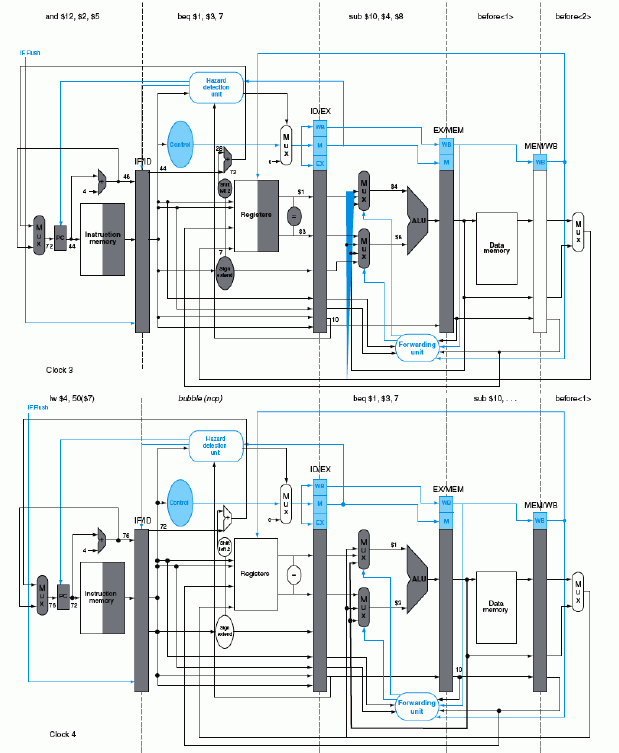 and $12, $2, $5
beq $1, $3, 7
sub $10, $4, $8
before<1>
before<2>
IF.Flush
Hazard
detection
unit
ID/EX
M
u
x
WB
EX/MEM
Control
0
M
WB
MEM/WB
IF/ID
28
EX
M
WB
48
44
72
4
Shift
left 2
$1
M
u
x
$4
Registers
=
ALU
M
u
x
PC
Instruction
memory
72
44
$3
M
u
x
$8
Data
memory
M
u
x
7
Sign
extend
10
Forwarding
unit
Clock 3
lw $4, 50($7)
bubble (nop)
beq $1, $3, 7
sub $10, . . .
before<1>
IF.Flush
Hazard
detection
unit
ID/EX
M
u
x
WB
EX/MEM
Control
0
M
WB
MEM/WB
IF/ID
EX
M
WB
76
72
4
Shift
left 2
M
u
x
$1
Registers
=
ALU
M
u
x
PC
Instruction
memory
76
72
M
u
x
Data
memory
M
u
x
Sign
extend
10
Forwarding
unit
Clock 4